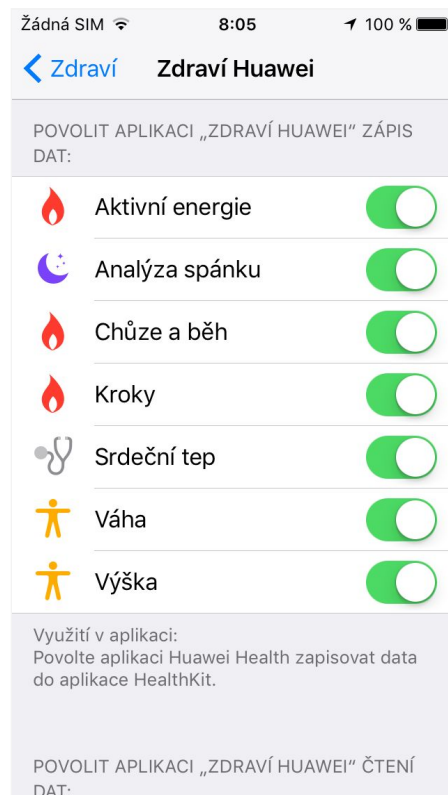 Žádná SIM 8:05 100 %
Zdraví Zdraví Huawei
POVOLIT APLIKACI „ZDRAVÍ HUAWEI“ ZÁPIS
DAT:
Aktivní energie
Analýza spánku
Chůze a běh
Kroky
Srdeční tep
Váha
Výška
Využití v aplikaci:
Povolte aplikaci Huawei Health zapisovat data
do aplikace HealthKit.
POVOLIT APLIKACI „ZDRAVÍ HUAWEI“ ČTENÍ
DAT: